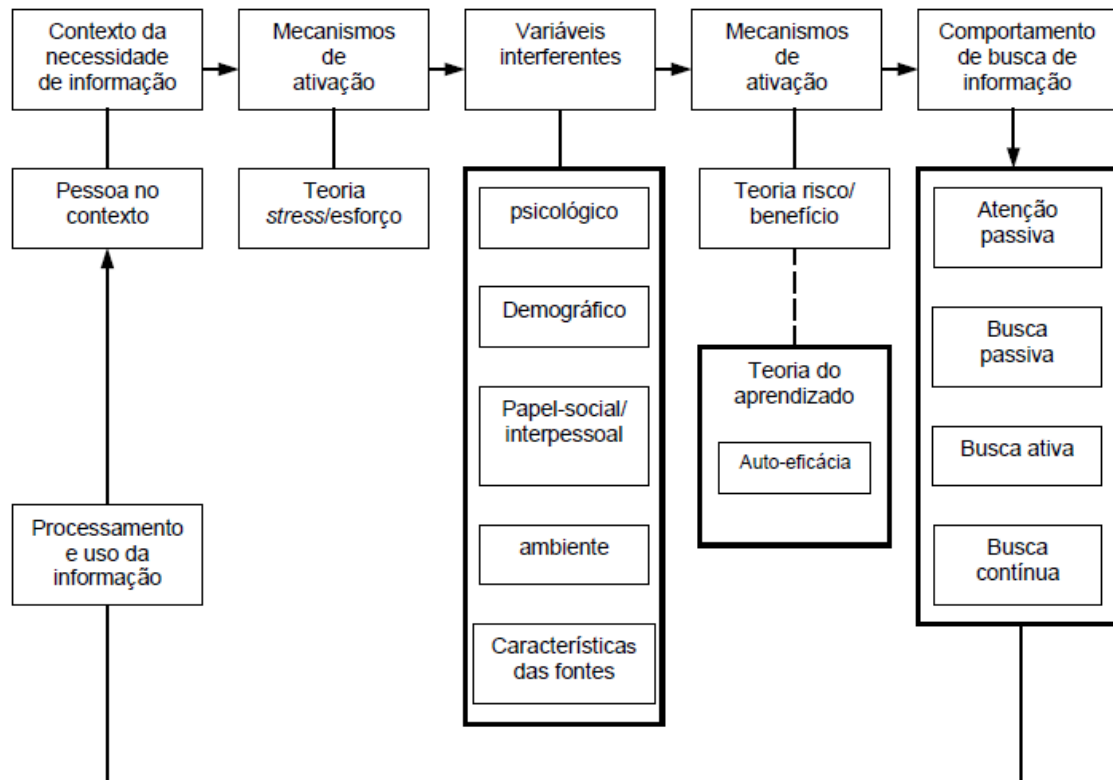 Contexto da
necessidade
de informação
Mecanismos
de
ativação
Variáveis
interferentes
Mecanismos
de
ativação
Comportamento
de busca de
informação
Pessoa no
contexto
Teoria
stress/esforço
psicológico
Demográfico
Papel-social/
interpessoal
ambiente
Características
das fontes
Teoria risco/
benefício
Teoria do
aprendizado
Auto-eficácia
Atenção
passiva
Busca
passiva
Busca ativa
Busca
contínua
Processamento
e uso da
informação